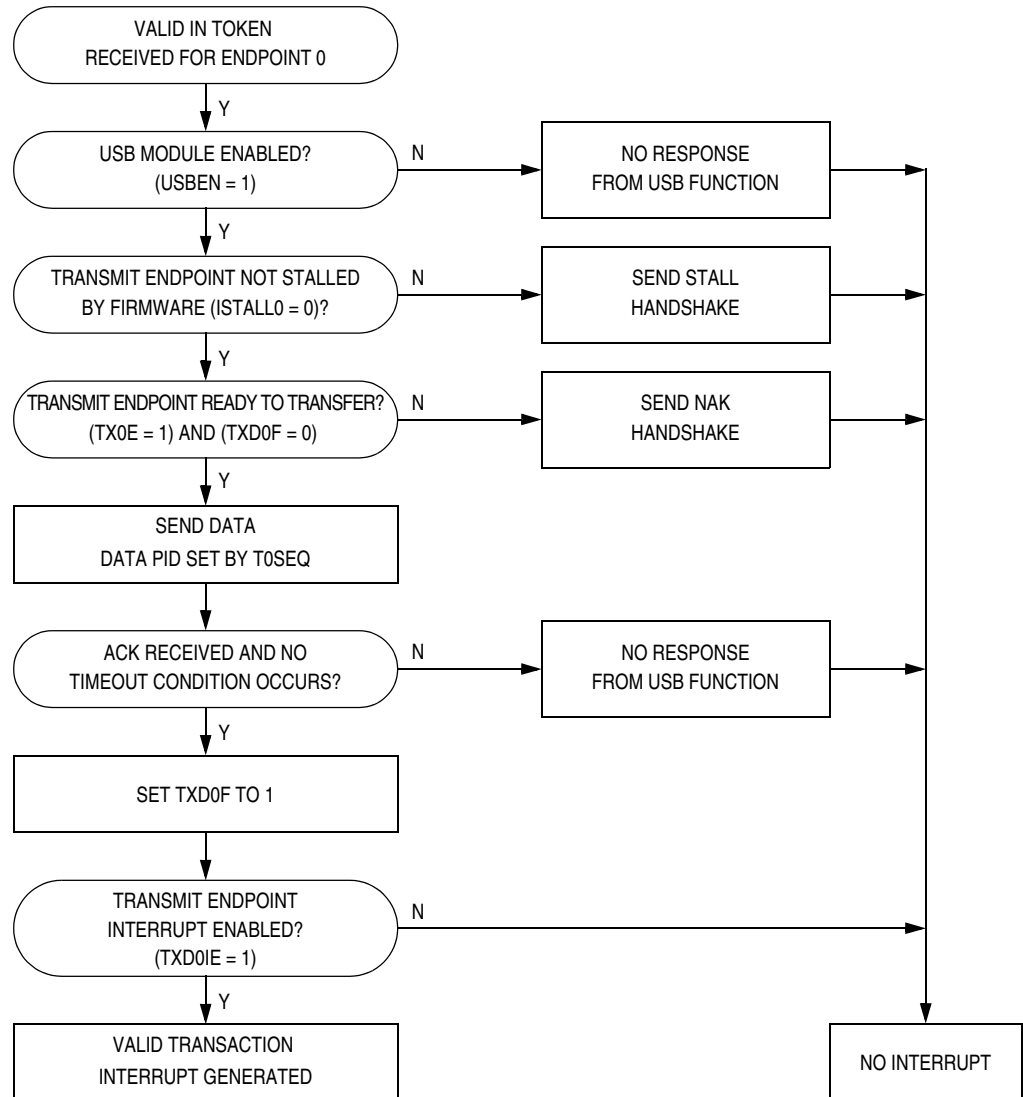 VALID IN TOKEN
RECEIVED FOR ENDPOINT 0
Y
USB MODULE ENABLED?
(USBEN = 1)
N
NO RESPONSE
FROM USB FUNCTION
Y
TRANSMIT ENDPOINT NOT STALLED
BY FIRMWARE (ISTALL0 = 0)?
N
SEND STALL
HANDSHAKE
Y
TRANSMIT ENDPOINT READY TO TRANSFER?
(TX0E = 1) AND (TXD0F = 0)
N
SEND NAK
HANDSHAKE
Y
SEND DATA
DATA PID SET BY T0SEQ
ACK RECEIVED AND NO
TIMEOUT CONDITION OCCURS?
N
NO RESPONSE
FROM USB FUNCTION
Y
SET TXD0F TO 1
TRANSMIT ENDPOINT
INTERRUPT ENABLED?
(TXD0IE = 1)
N
Y
VALID TRANSACTION
INTERRUPT GENERATED
NO INTERRUPT